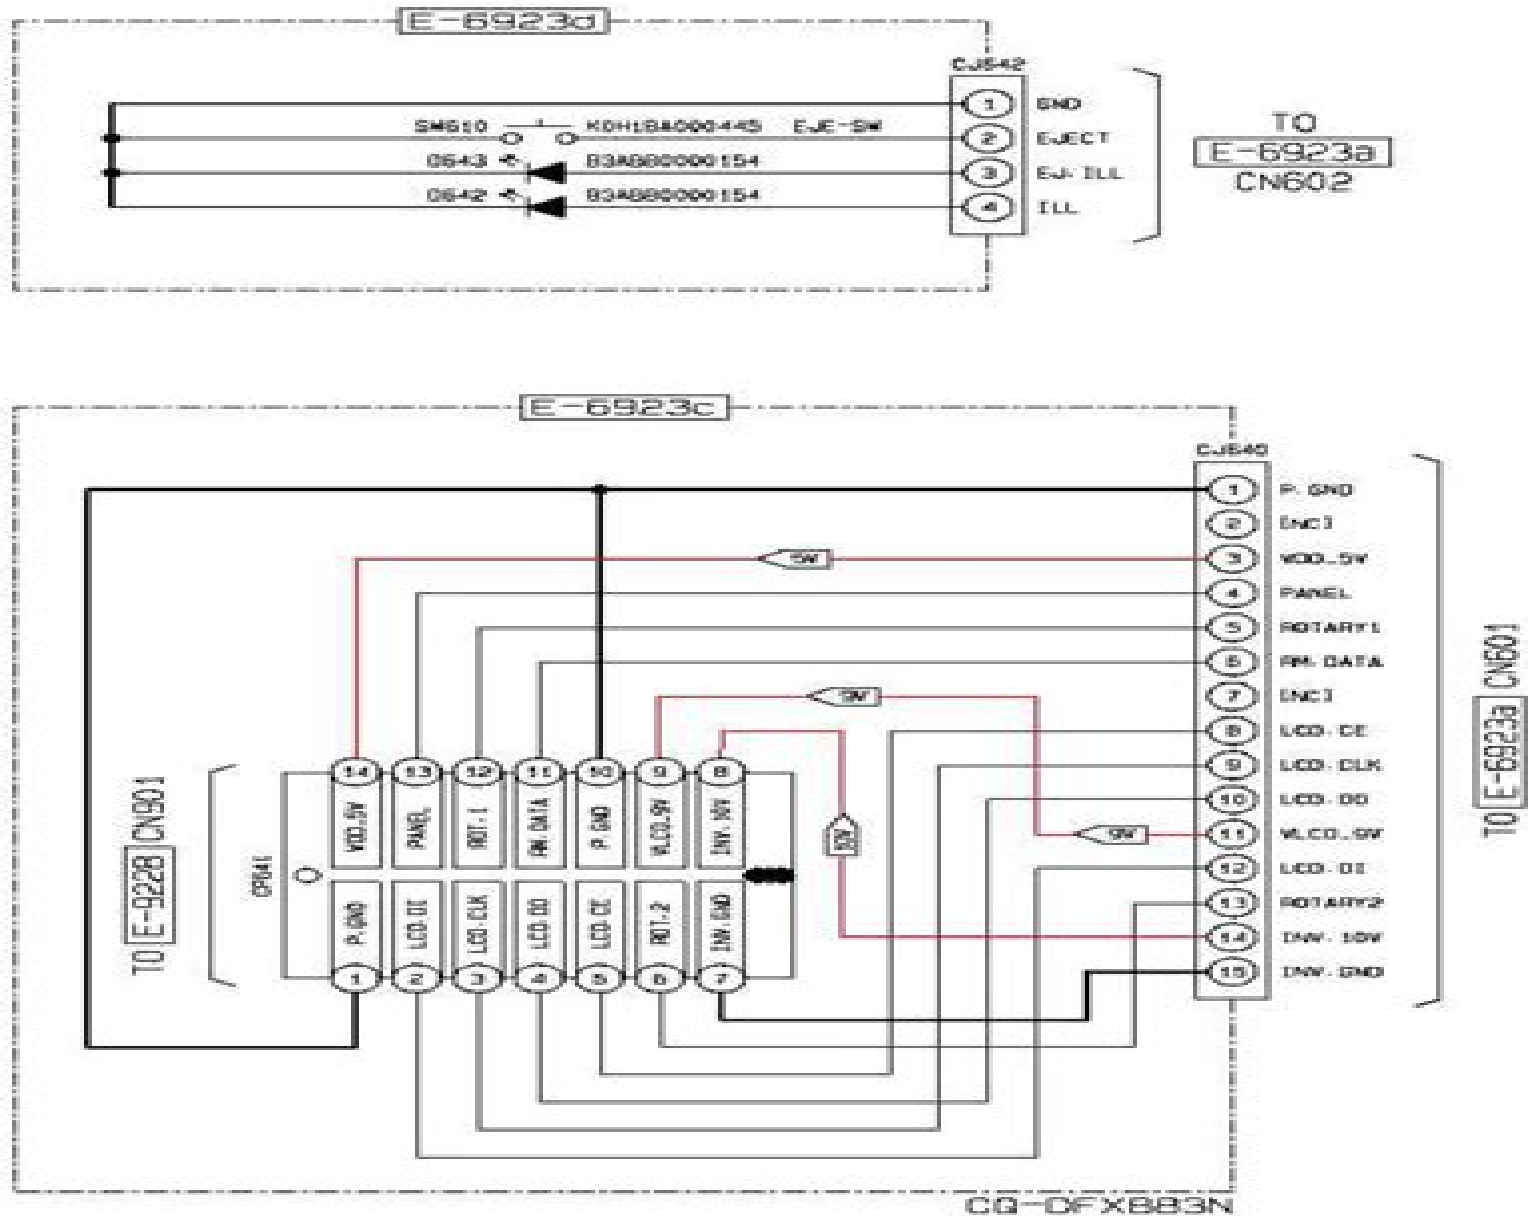 E-6923d
CJ642
1 GND
SW610 K0H1BA000445 EJE-SW 2 EJECT
D643 B3ABB0000154 3 EJ.ILL
D642 B3ABB0000154 4 ILL
TO
E-6923a
CN602
E-6923c
CJ640
1 P.GND
2 [NC]
5V 3 VDD_5V
4 PANEL
5 ROTARY1
6 RM.DATA
9V 7 [NC]
8 LCD.CE
9 LCD.CLK
10 LCD.DO
9V 11 VLCD_9V
12 LCD.DI
13 ROTARY2
10V 14 INV.10V
15 INV.GND
TO E-6923a CN601
14 13 12 11 10 9 8
VDD.5V PANEL ROT.1 RM.DATA P.GND VLCD.9V INV.10V
CP641
P.GND LCD.DI LCD.CLK LCD.DO LCD.CE ROT.2 INV.GND
1 2 3 4 5 6 7
TO E-9228 CN901
CQ-DFX883N